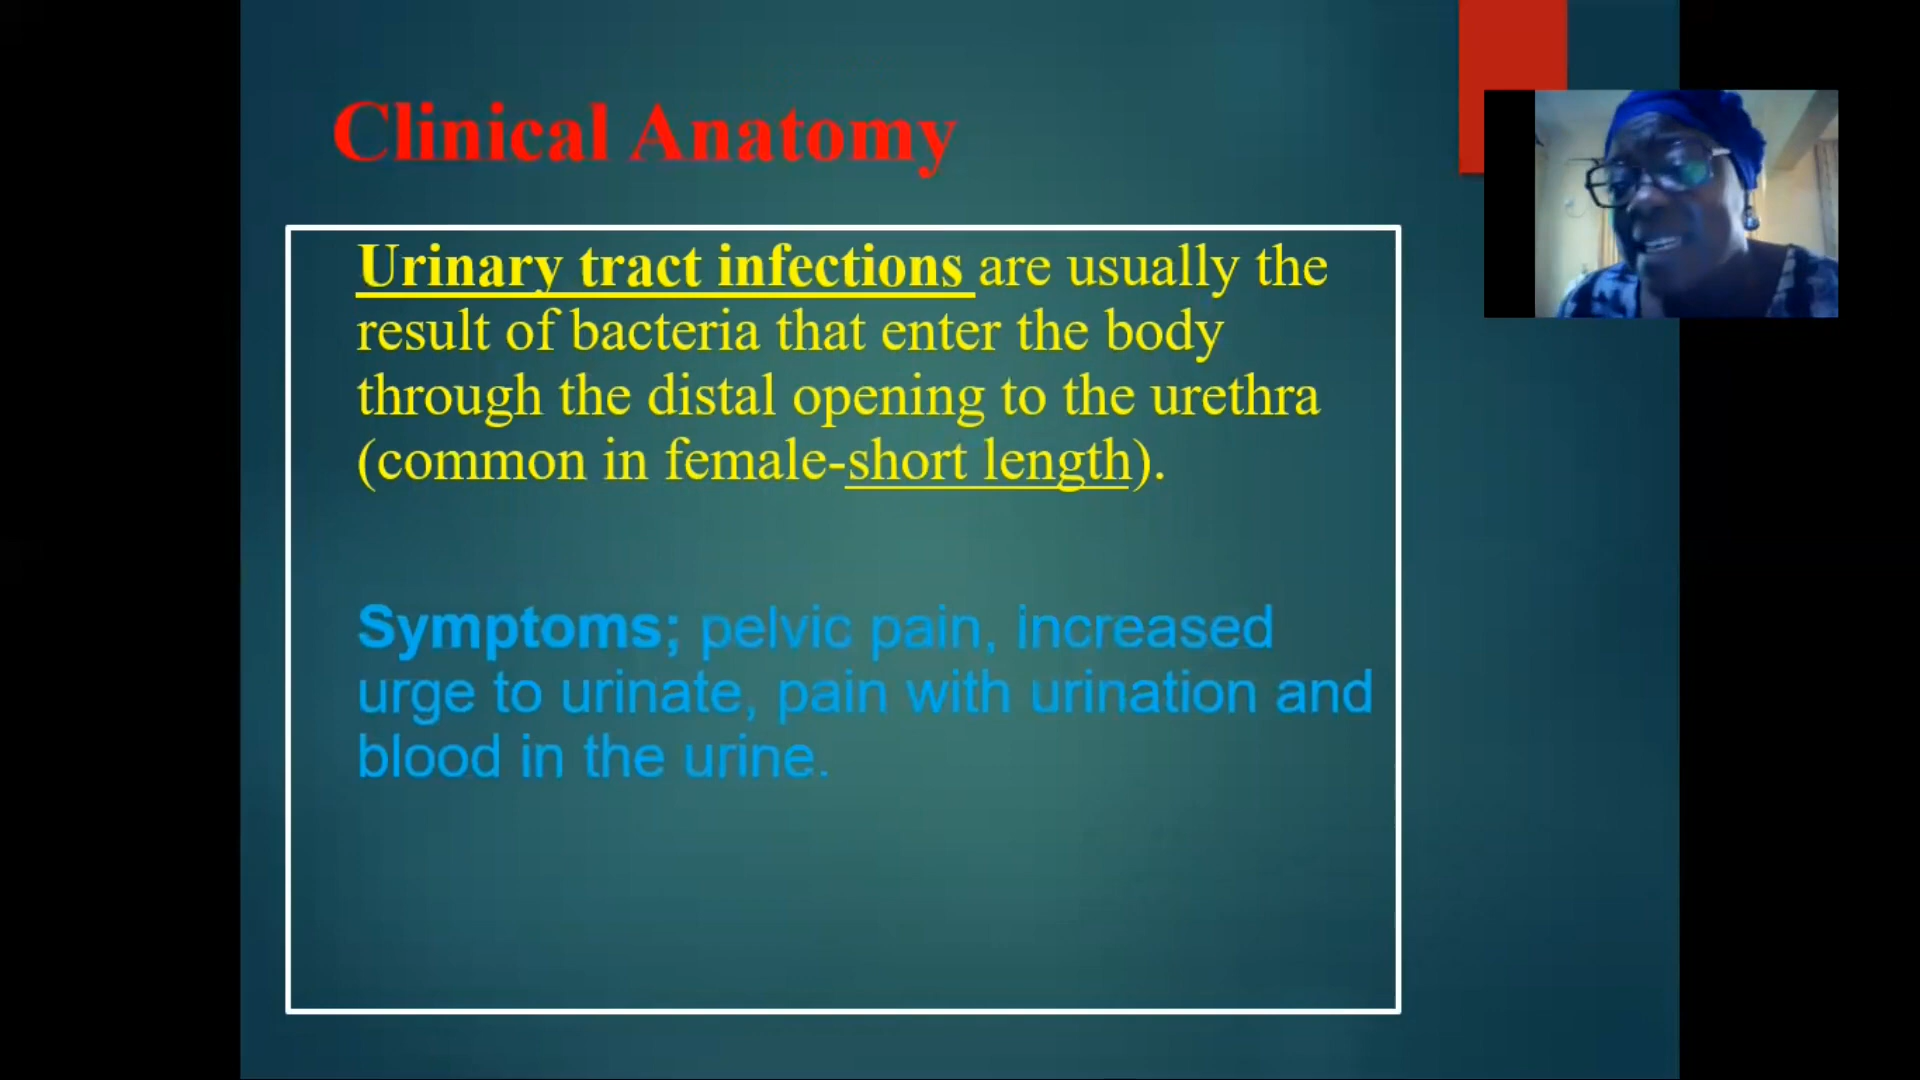 Clinical Anatomy
Urinary tract infections are usually the
result of bacteria that enter the body
through the distal opening to the urethra
(common in female-short length).
Symptoms; pelvic pain, increased
urge to urinate, pain with urination and
blood in the urine.